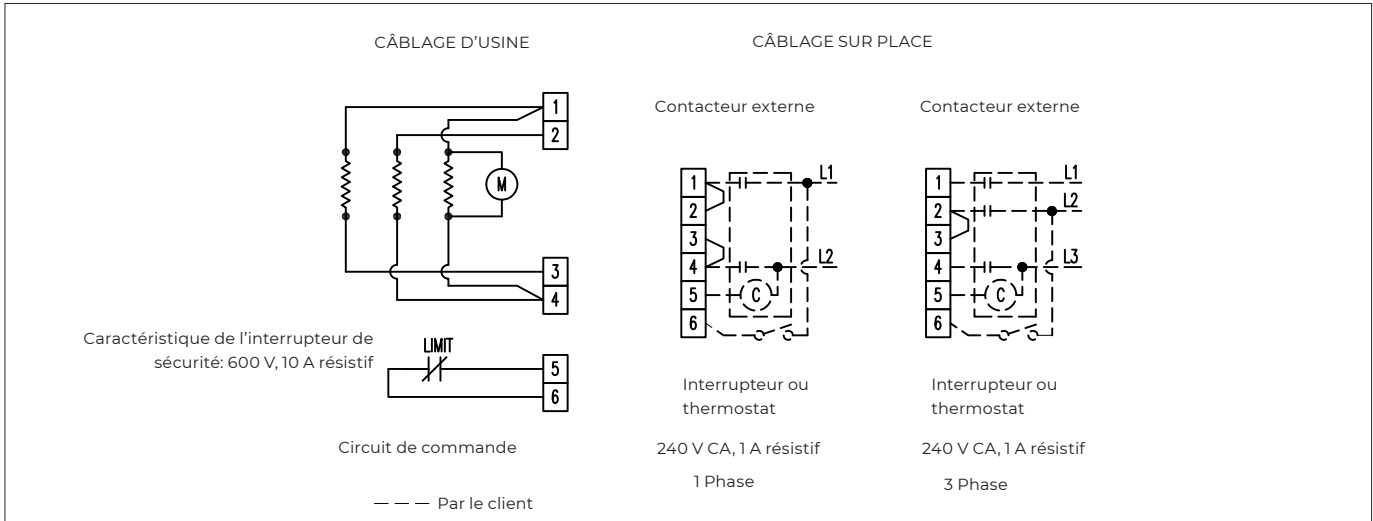 CÂBLAGE D'USINE
1
2
M
3
4
Caractéristique de l'interrupteur de
sécurité: 600 V, 10 A résistif
LIMIT
5
6
Circuit de commande
— — — Par le client
CÂBLAGE SUR PLACE
Contacteur externe
1
2
3
4
5
6
L1
L2
C
Interrupteur ou
thermostat
240 V CA, 1 A résistif
1 Phase
Contacteur externe
1
2
3
4
5
6
L1
L2
L3
C
Interrupteur ou
thermostat
240 V CA, 1 A résistif
3 Phase